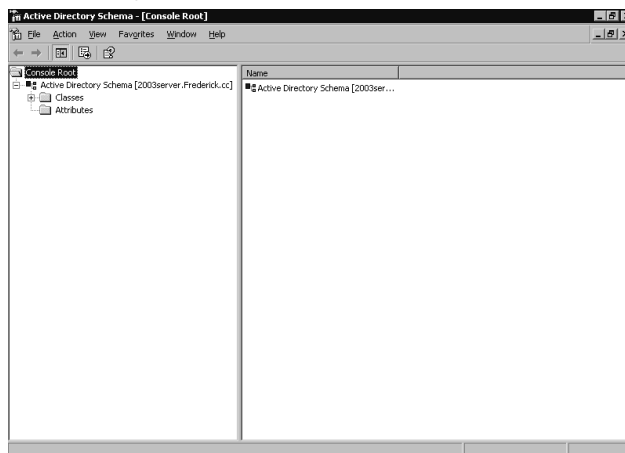 Active Directory Schema - [Console Root]
File Action View Favorites Window Help
Console Root
Active Directory Schema [2003server.Frederick.cc]
Classes
Attributes
Name
Active Directory Schema [2003ser...